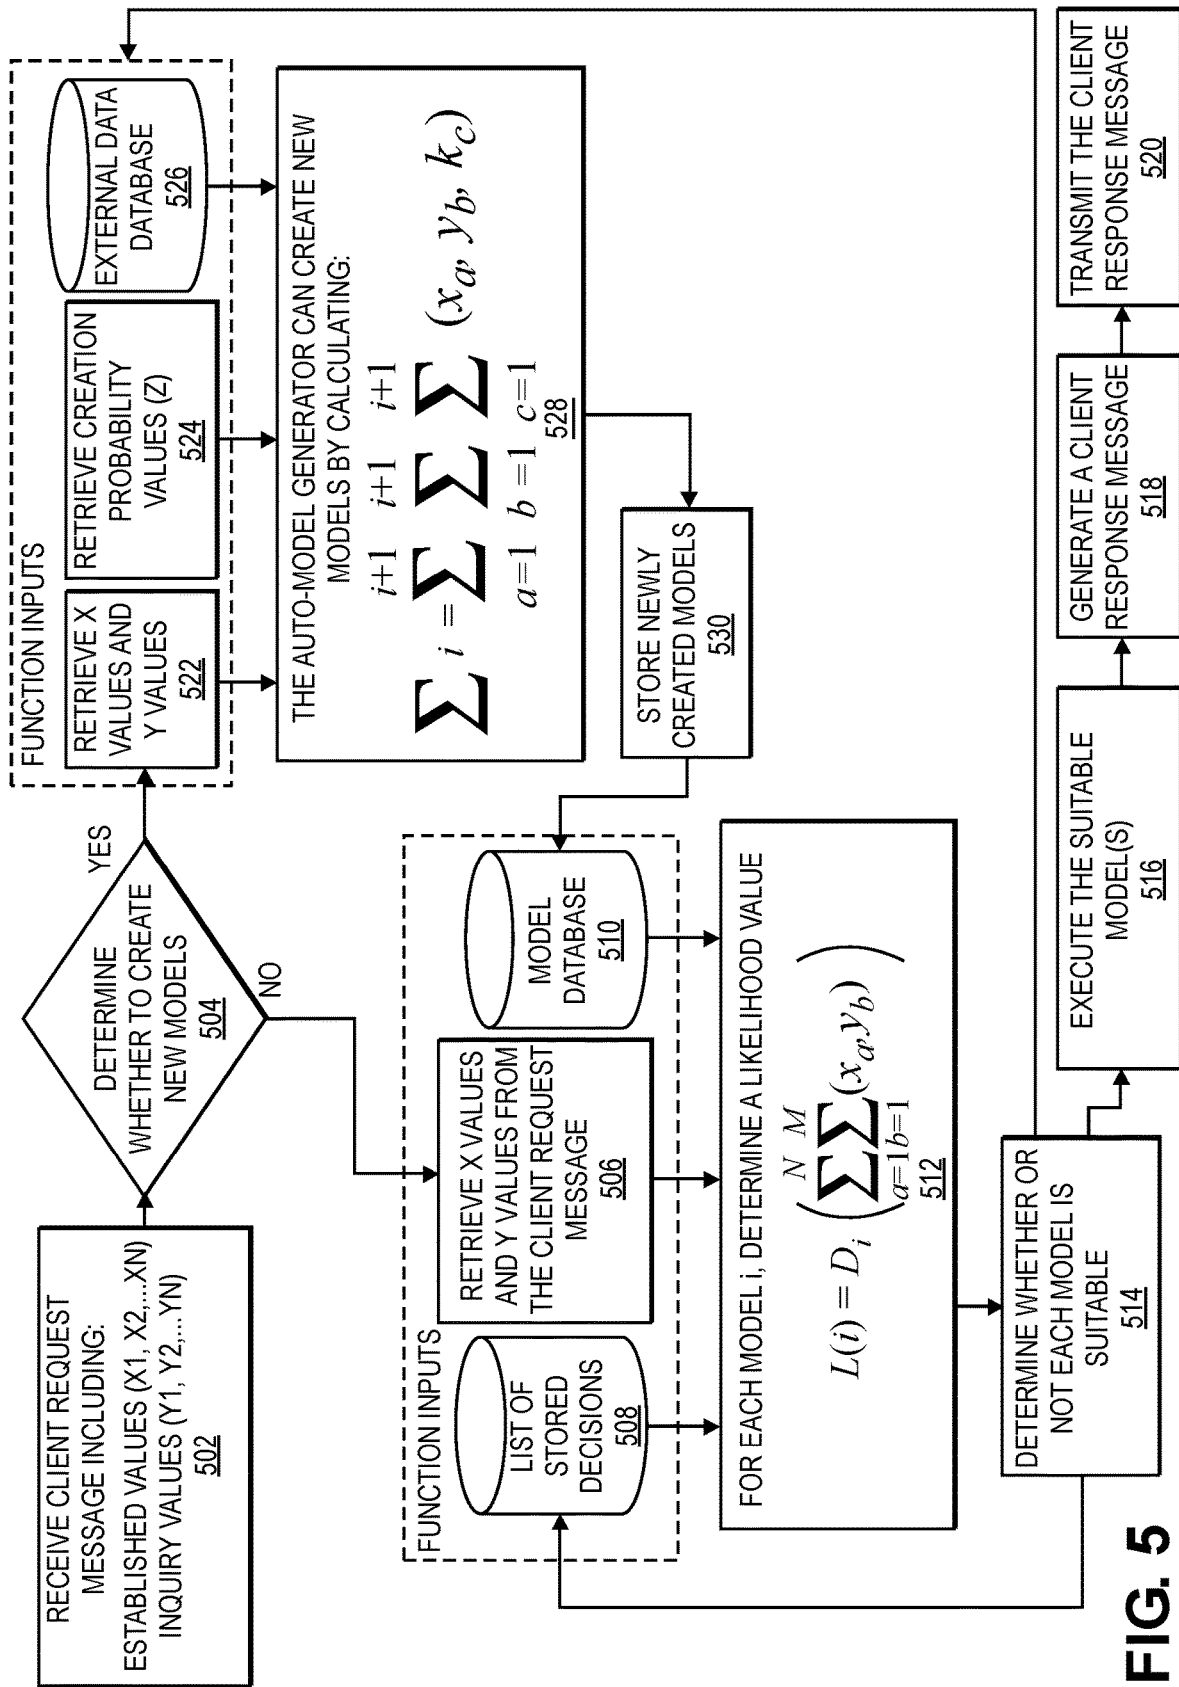 RECEIVE CLIENT REQUEST
MESSAGE INCLUDING:
ESTABLISHED VALUES (X1, X2,...XN)
INQUIRY VALUES (Y1, Y2,... YN)
502
DETERMINE
WHETHER TO CREATE
NEW MODELS
504
YES
NO
FUNCTION INPUTS
RETRIEVE X
VALUES AND
Y VALUES
522
RETRIEVE CREATION
PROBABILITY
VALUES (Z)
524
EXTERNAL DATA
DATABASE
526
THE AUTO-MODEL GENERATOR CAN CREATE NEW
MODELS BY CALCULATING:
i+1 i+1 i+1
∑ i = ∑ ∑ ∑ (x_a, y_b, k_c)
a=1 b=1 c=1
528
STORE NEWLY
CREATED MODELS
530
FUNCTION INPUTS
LIST OF
STORED
DECISIONS
508
RETRIEVE X VALUES
AND Y VALUES FROM
THE CLIENT REQUEST
MESSAGE
506
MODEL
DATABASE
510
FOR EACH MODEL i, DETERMINE A LIKELIHOOD VALUE
N M
L(i) = D_i ( ∑ ∑ (x_a, y_b) )
a=1 b=1
512
DETERMINE WHETHER OR
NOT EACH MODEL IS
SUITABLE
514
EXECUTE THE SUITABLE
MODEL(S)
516
GENERATE A CLIENT
RESPONSE MESSAGE
518
TRANSMIT THE CLIENT
RESPONSE MESSAGE
520
FIG. 5